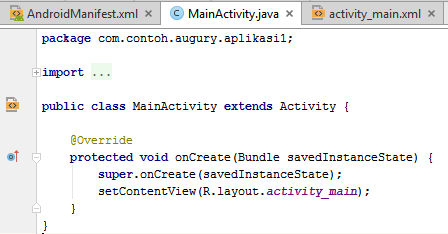 AndroidManifest.xml MainActivity.java activity_main.xml
package com.contoh.augury.aplikasi1;
import ...
public class MainActivity extends Activity {
@Override
protected void onCreate(Bundle savedInstanceState) {
super.onCreate(savedInstanceState);
setContentView(R.layout.activity_main);
}
}